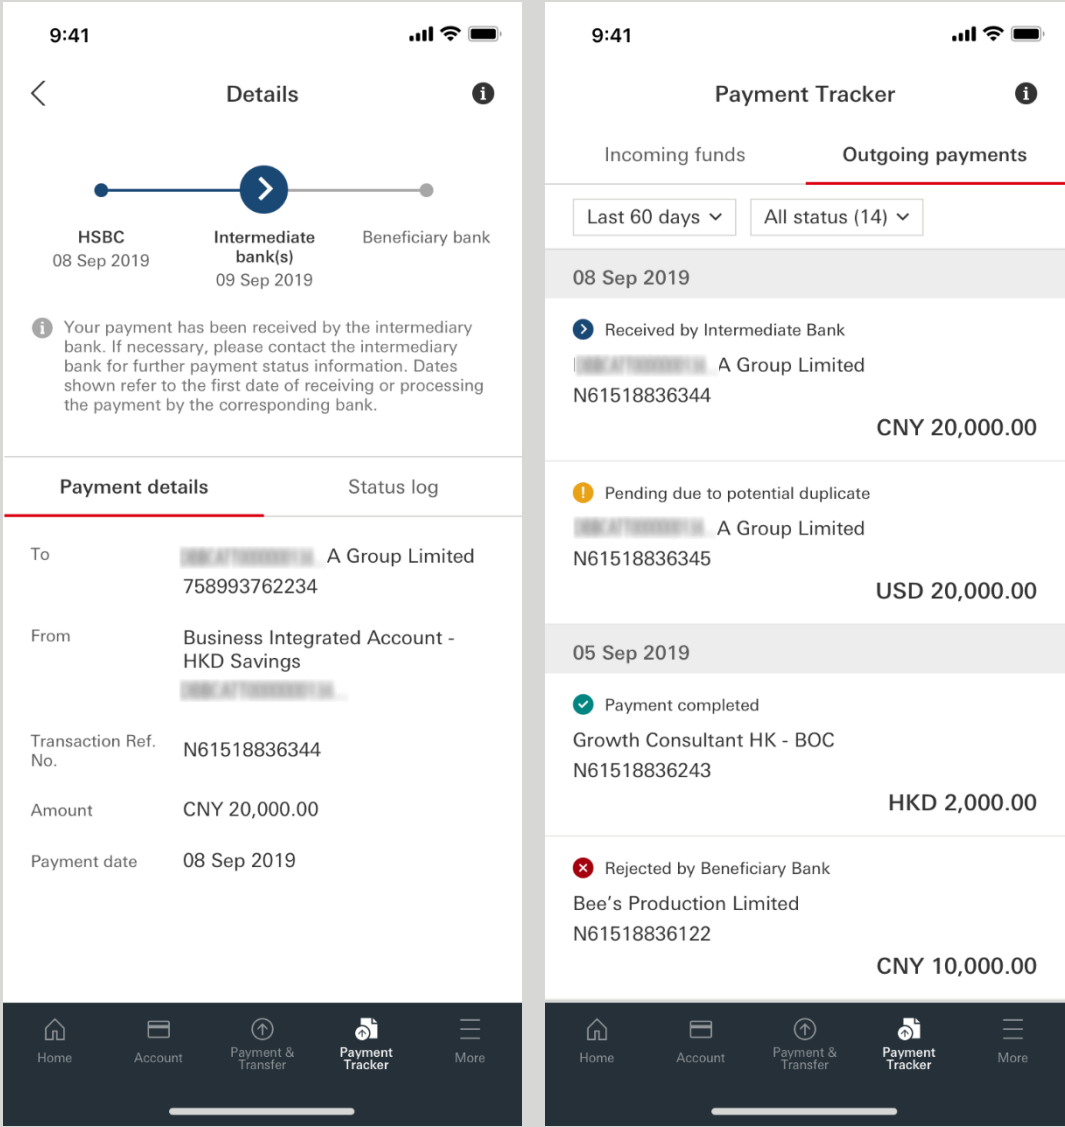 9:41
Details
HSBC
08 Sep 2019
Intermediate
bank(s)
09 Sep 2019
Beneficiary bank
Your payment has been received by the intermediary
bank. If necessary, please contact the intermediary
bank for further payment status information. Dates
shown refer to the first date of receiving or processing
the payment by the corresponding bank.
Payment details
Status log
To
A Group Limited
758993762234
From
Business Integrated Account -
HKD Savings
Transaction Ref.
No.
N61518836344
Amount
CNY 20,000.00
Payment date
08 Sep 2019
Home
Account
Payment &
Transfer
Payment
Tracker
More
9:41
Payment Tracker
Incoming funds
Outgoing payments
Last 60 days
All status (14)
08 Sep 2019
Received by Intermediate Bank
A Group Limited
N61518836344
CNY 20,000.00
Pending due to potential duplicate
A Group Limited
N61518836345
USD 20,000.00
05 Sep 2019
Payment completed
Growth Consultant HK - BOC
N61518836243
HKD 2,000.00
Rejected by Beneficiary Bank
Bee’s Production Limited
N61518836122
CNY 10,000.00
Home
Account
Payment &
Transfer
Payment
Tracker
More